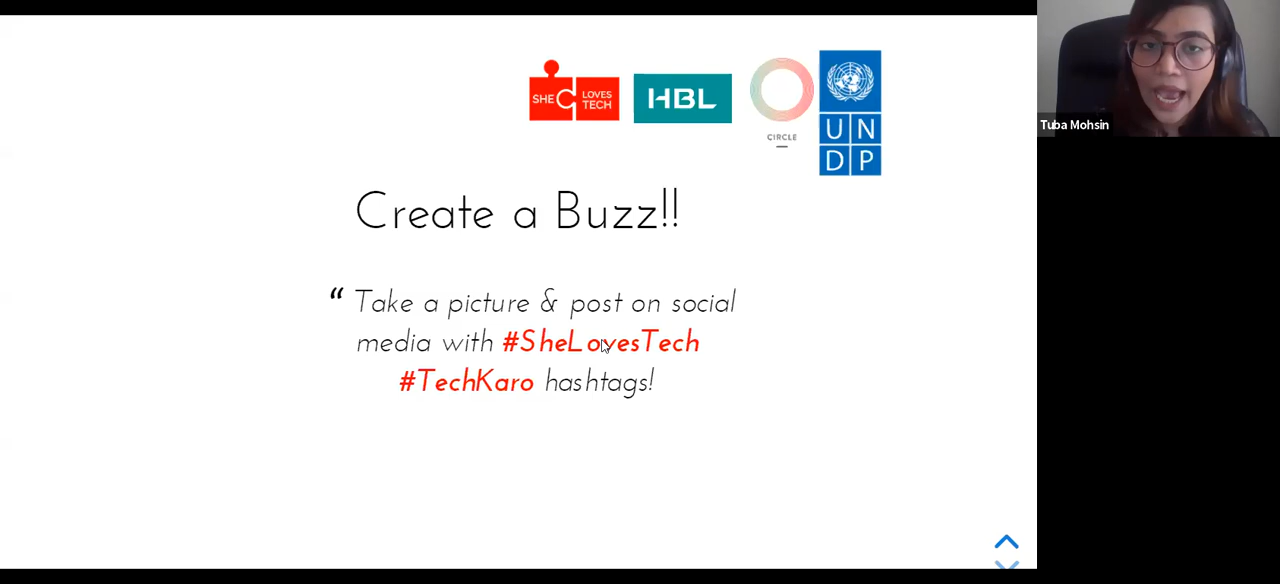 SHE LOVES TECH
HBL
CIRCLE
UN
DP
Tuba Mohsin
Create a Buzz!!
“ Take a picture & post on social
media with #SheLovesTech
#TechKaro hashtags!